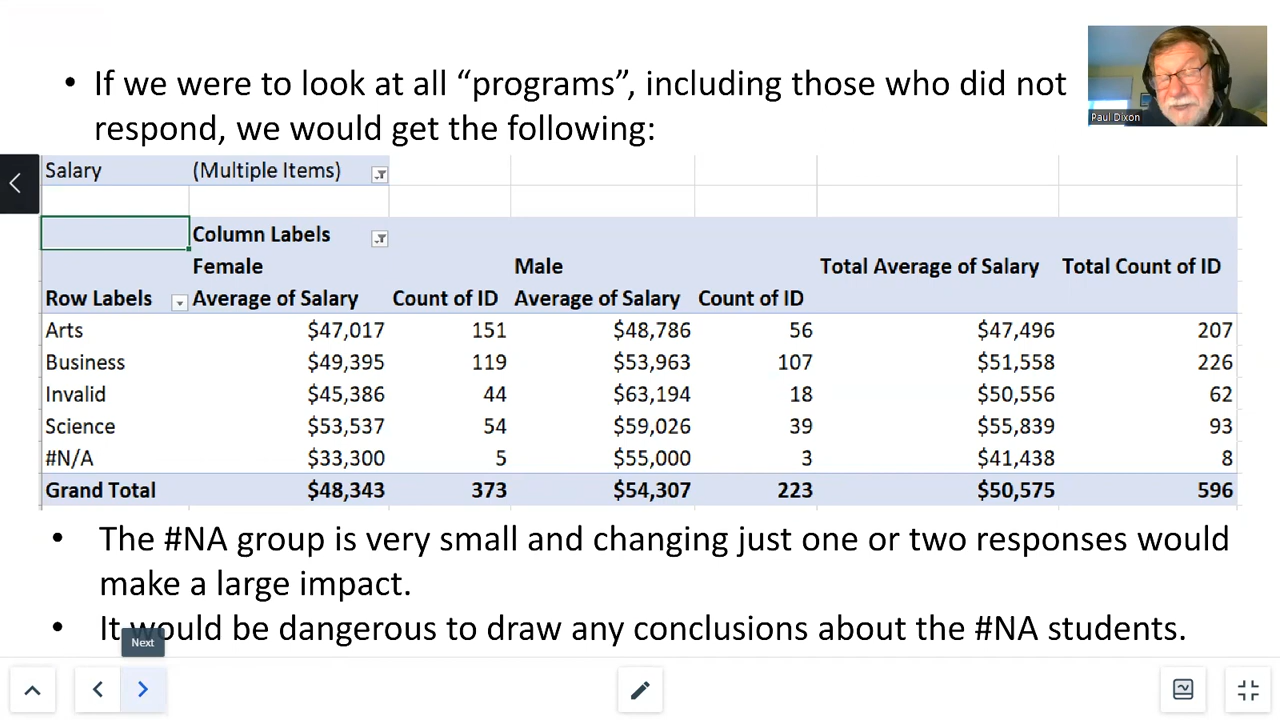 • If we were to look at all “programs”, including those who did not
respond, we would get the following:
Paul Dixon
Salary (Multiple Items)
Column Labels
Female Male Total Average of Salary Total Count of ID
Row Labels Average of Salary Count of ID Average of Salary Count of ID
Arts $47,017 151 $48,786 56 $47,496 207
Business $49,395 119 $53,963 107 $51,558 226
Invalid $45,386 44 $63,194 18 $50,556 62
Science $53,537 54 $59,026 39 $55,839 93
#N/A $33,300 5 $55,000 3 $41,438 8
Grand Total $48,343 373 $54,307 223 $50,575 596
• The #NA group is very small and changing just one or two responses would
make a large impact.
• It would be dangerous to draw any conclusions about the #NA students.
Next